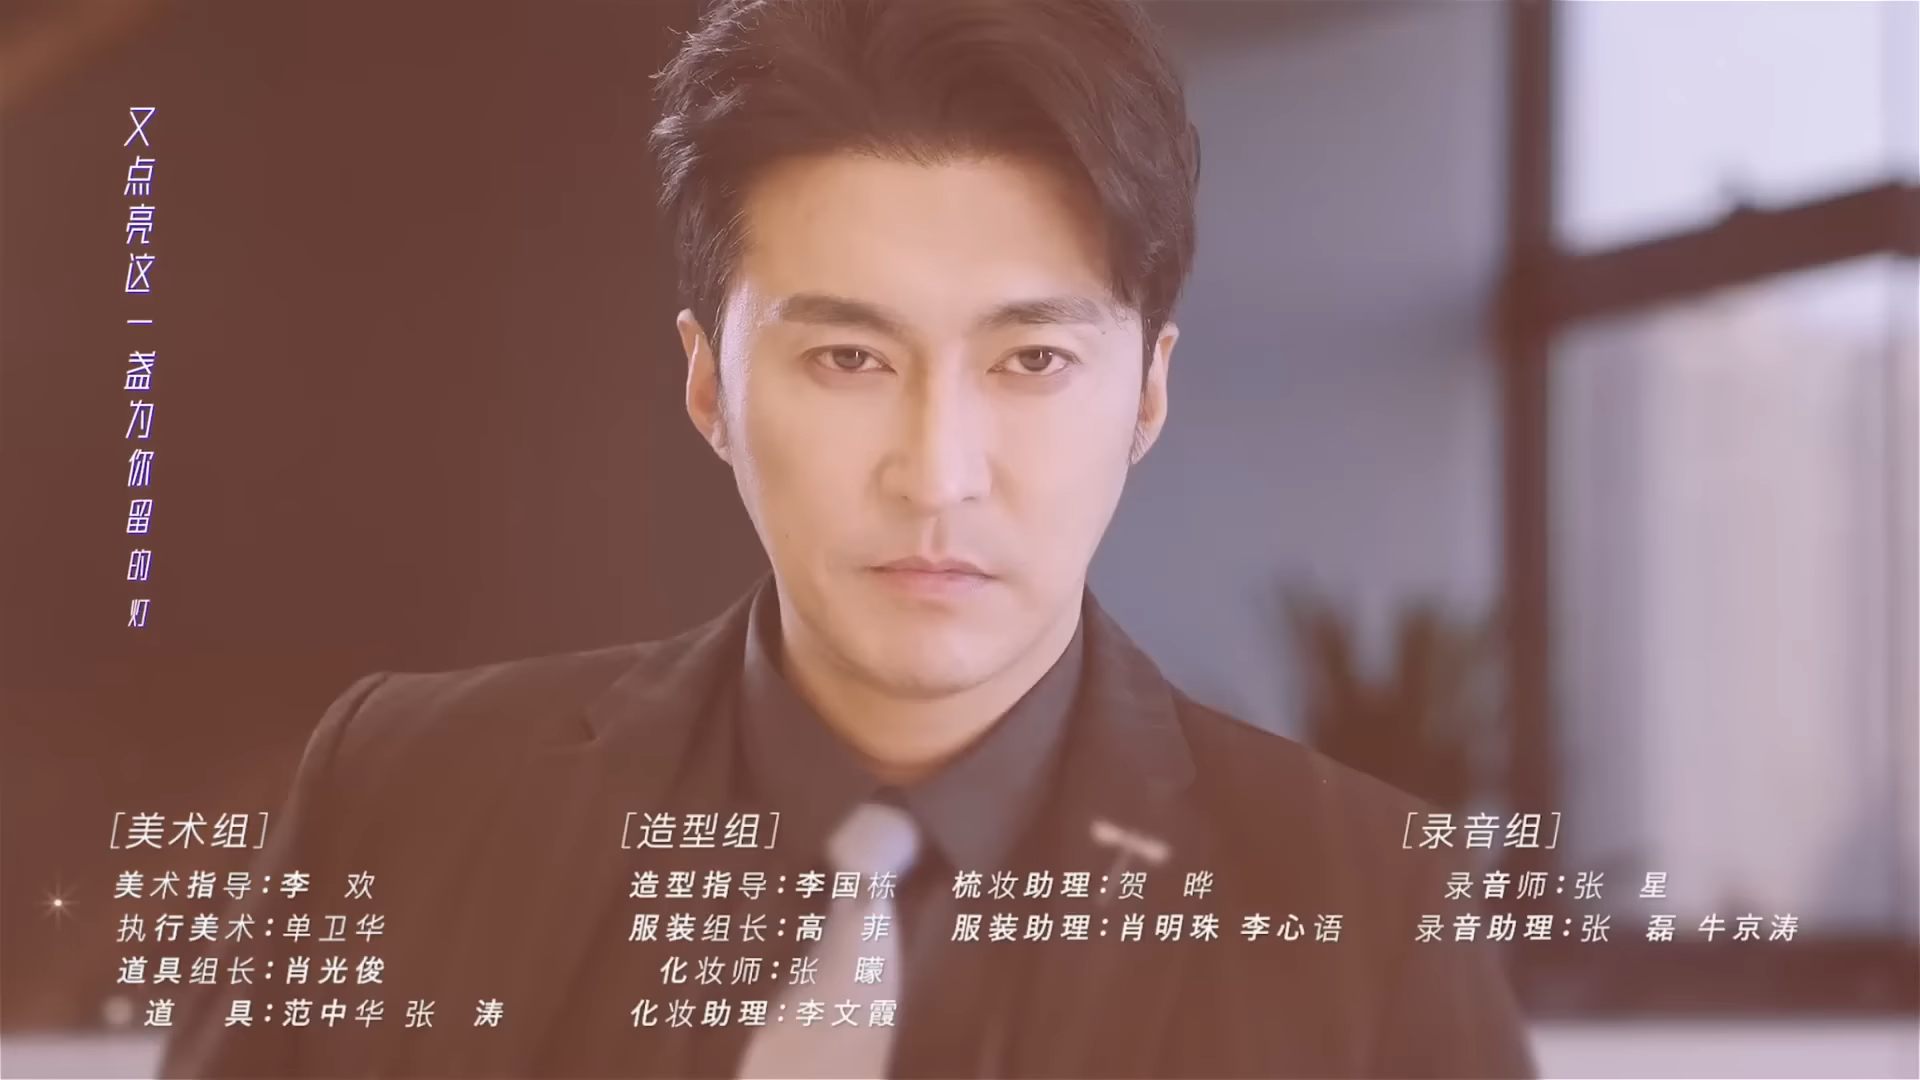 又点亮这一盏为你留的灯
[美术组]
美术指导:李 欢
执行美术:单卫华
道具组长:肖光俊
道 具:范中华 张 涛
[造型组]
造型指导:李国栋
服装组长:高 菲
化妆师:张 矇
化妆助理:李文霞
梳妆助理:贺 晔
服装助理:肖明珠 李心语
[录音组]
录音师:张 星
录音助理:张 磊 牛京涛